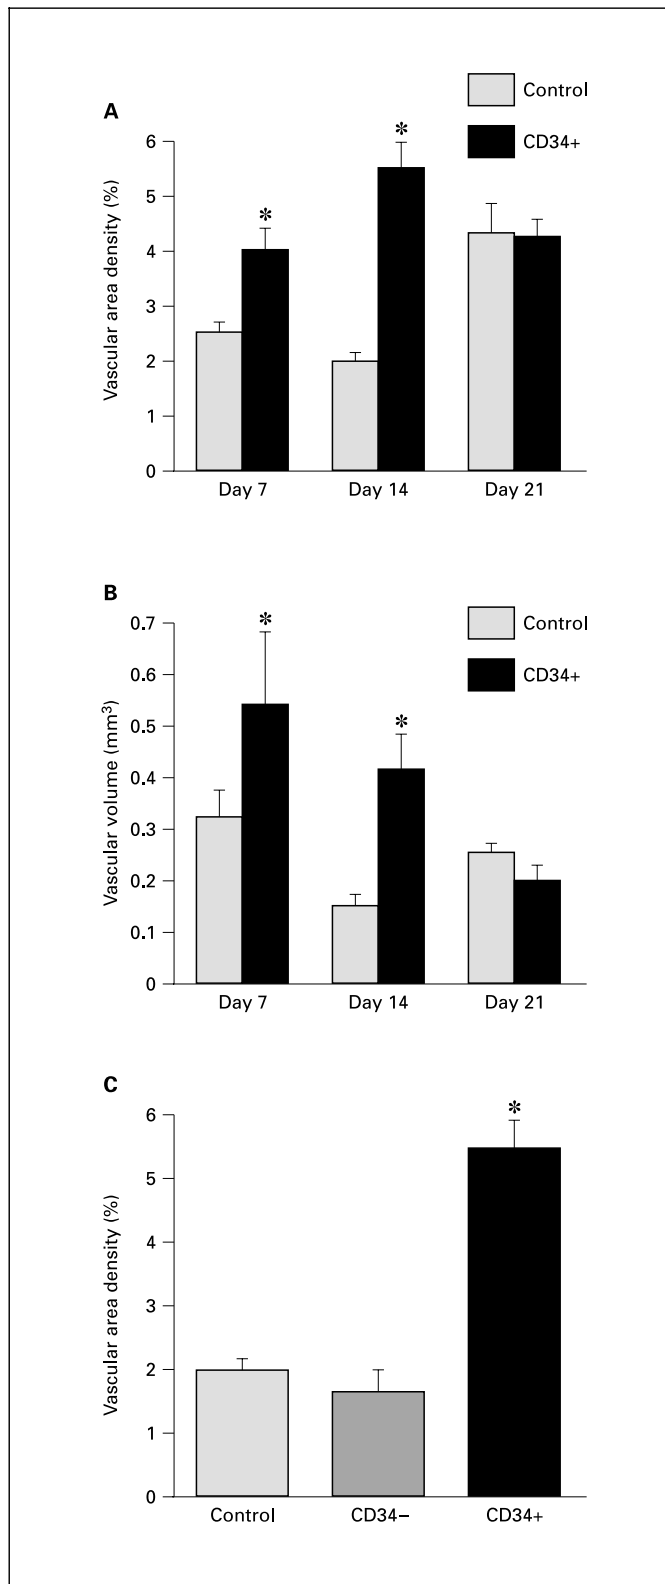 A
Control
CD34+
Vascular area density (%)
6
5
4
3
2
1
0
* *
Day 7 Day 14 Day 21
B
Control
CD34+
Vascular volume (mm³)
0.7
0.6
0.5
0.4
0.3
0.2
0.1
0
* *
Day 7 Day 14 Day 21
C
Vascular area density (%)
6
5
4
3
2
1
0
*
Control CD34− CD34+